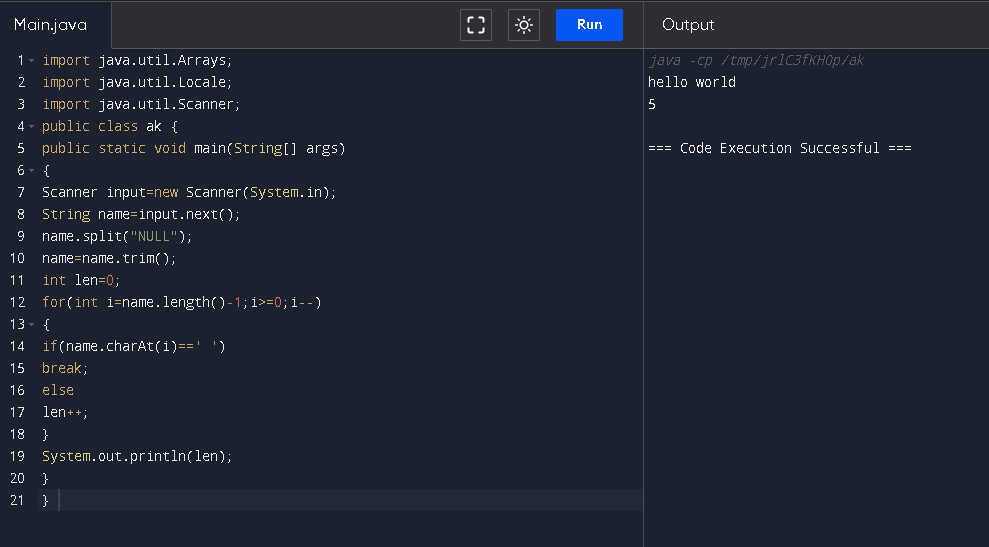 Main.java
Run
Output
1 import java.util.Arrays;
2 import java.util.Locale;
3 import java.util.Scanner;
4 public class ak {
5 public static void main(String[] args)
6 {
7 Scanner input=new Scanner(System.in);
8 String name=input.next();
9 name.split("NULL");
10 name=name.trim();
11 int len=0;
12 for(int i=name.length()-1;i>=0;i--)
13 {
14 if(name.charAt(i)==' ')
15 break;
16 else
17 len++;
18 }
19 System.out.println(len);
20 }
21 }
java -cp /tmp/jrlC3fKHOp/ak
hello world
5
=== Code Execution Successful ===